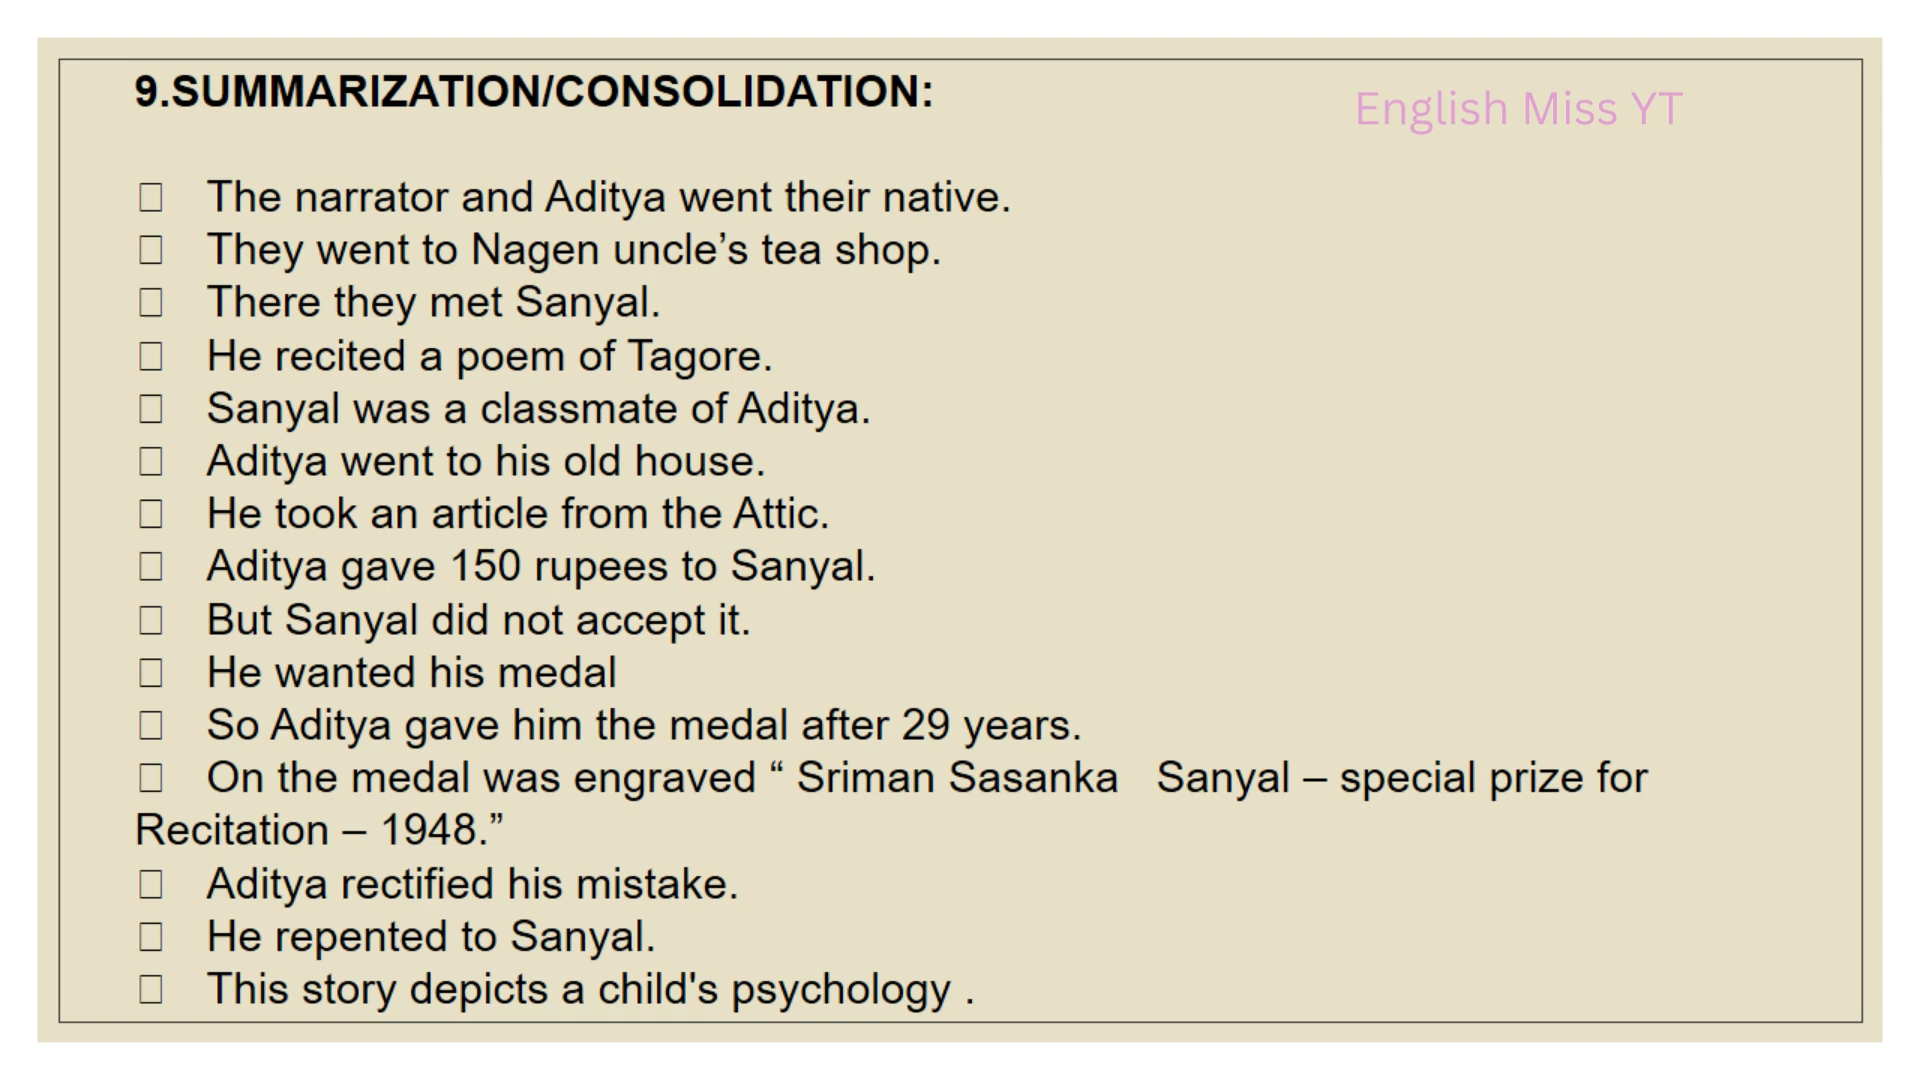 9.SUMMARIZATION/CONSOLIDATION:
English Miss YT
The narrator and Aditya went their native.
They went to Nagen uncle’s tea shop.
There they met Sanyal.
He recited a poem of Tagore.
Sanyal was a classmate of Aditya.
Aditya went to his old house.
He took an article from the Attic.
Aditya gave 150 rupees to Sanyal.
But Sanyal did not accept it.
He wanted his medal
So Aditya gave him the medal after 29 years.
On the medal was engraved “ Sriman Sasanka   Sanyal – special prize for
Recitation – 1948.”
Aditya rectified his mistake.
He repented to Sanyal.
This story depicts a child's psychology .